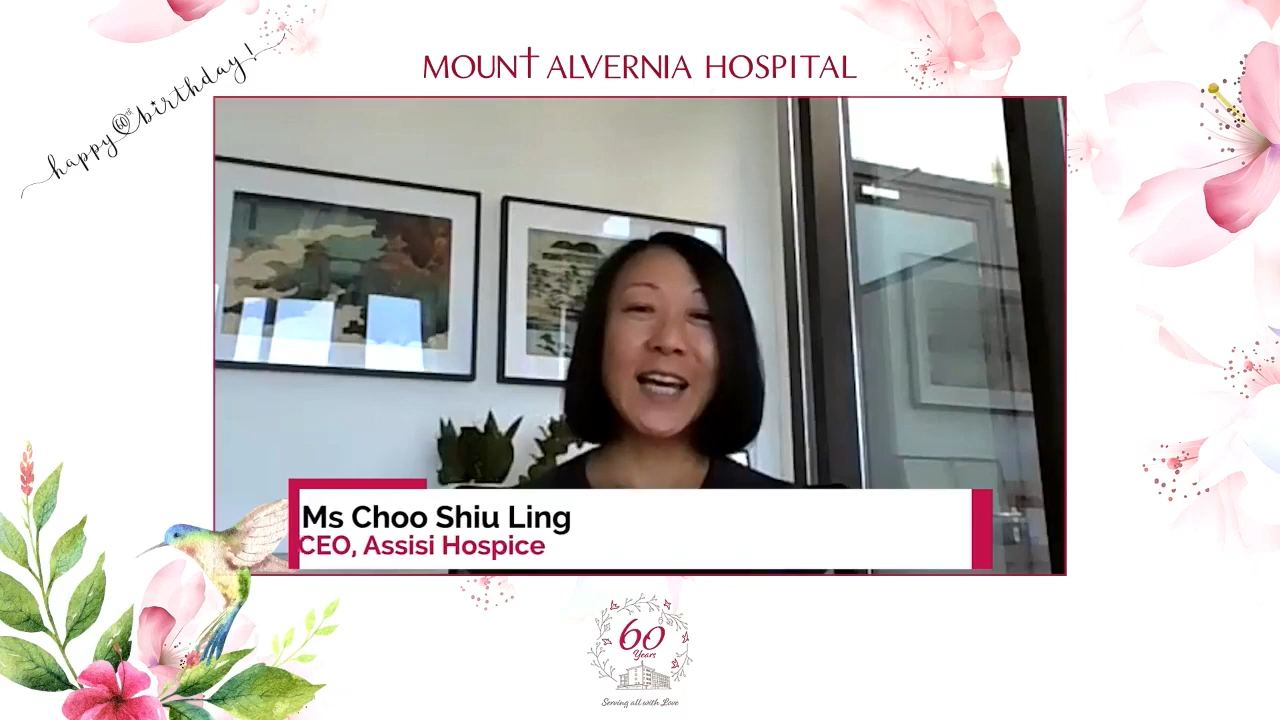 happy 60th birthday!
MOUNT ALVERNIA HOSPITAL
Ms Choo Shiu Ling
CEO, Assisi Hospice
60
Years
Serving all with Love